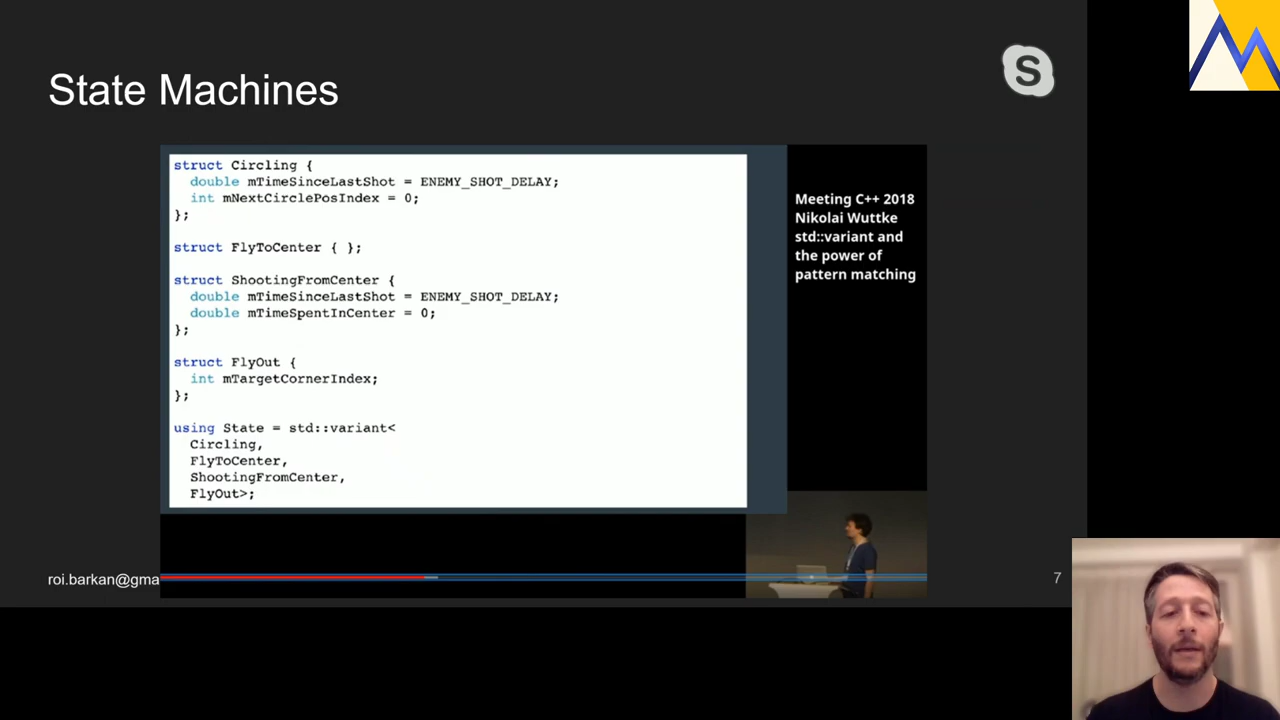 State Machines
S
struct Circling {
double mTimeSinceLastShot = ENEMY_SHOT_DELAY;
int mNextCirclePosIndex = 0;
};
struct FlyToCenter { };
struct ShootingFromCenter {
double mTimeSinceLastShot = ENEMY_SHOT_DELAY;
double mTimeSpentInCenter = 0;
};
struct FlyOut {
int mTargetCornerIndex;
};
using State = std::variant<
Circling,
FlyToCenter,
ShootingFromCenter,
FlyOut>;
Meeting C++ 2018
Nikolai Wuttke
std::variant and
the power of
pattern matching
roi.barkan@gma
7